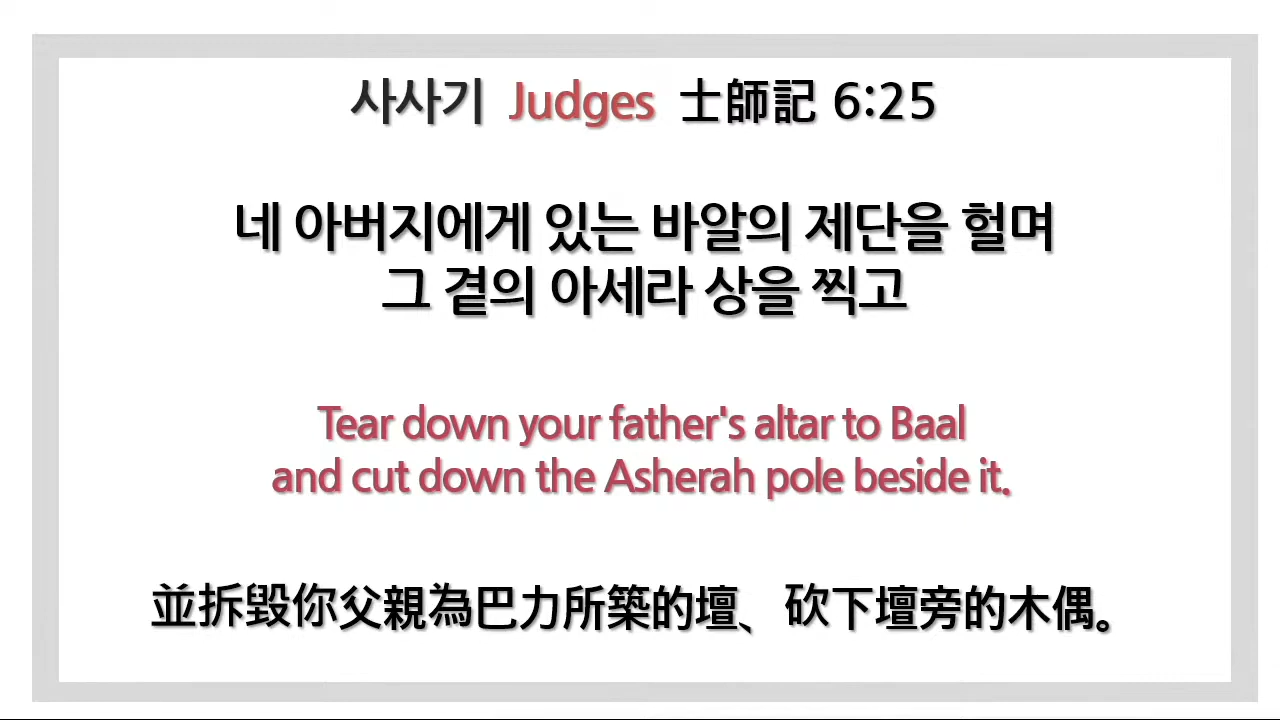 사사기 Judges 士師記 6:25
네 아버지에게 있는 바알의 제단을 헐며
그 곁의 아세라 상을 찍고
Tear down your father's altar to Baal
and cut down the Asherah pole beside it.
並拆毀你父親為巴力所築的壇、砍下壇旁的木偶。